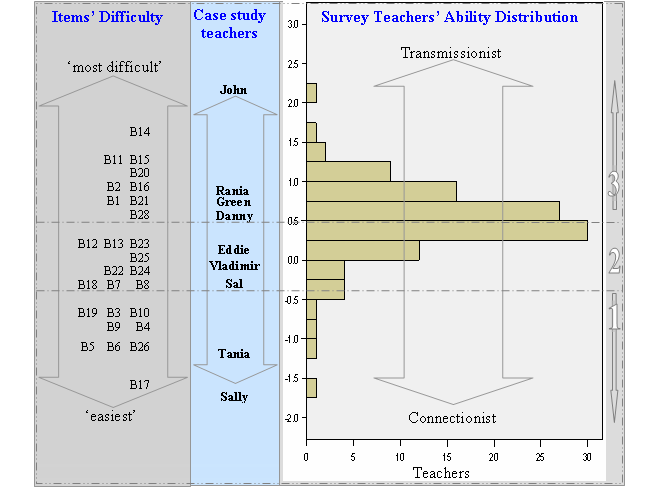 Items' Difficulty
'most difficult'
B14
B11 B15
B20
B2 B16
B1 B21
B28
B12 B13 B23
B25
B22 B24
B18 B7 B8
B19 B3 B10
B9 B4
B5 B6 B26
B17
'easiest'
Case study
teachers
John
Rania
Green
Danny
Eddie
Vladimir
Sal
Tania
Sally
Survey Teachers' Ability Distribution
Transmissionist
Connectionist
3.0
2.5
2.0
1.5
1.0
0.5
0.0
-0.5
-1.0
-1.5
-2.0
0 5 10 15 20 25 30
Teachers
3
2
1